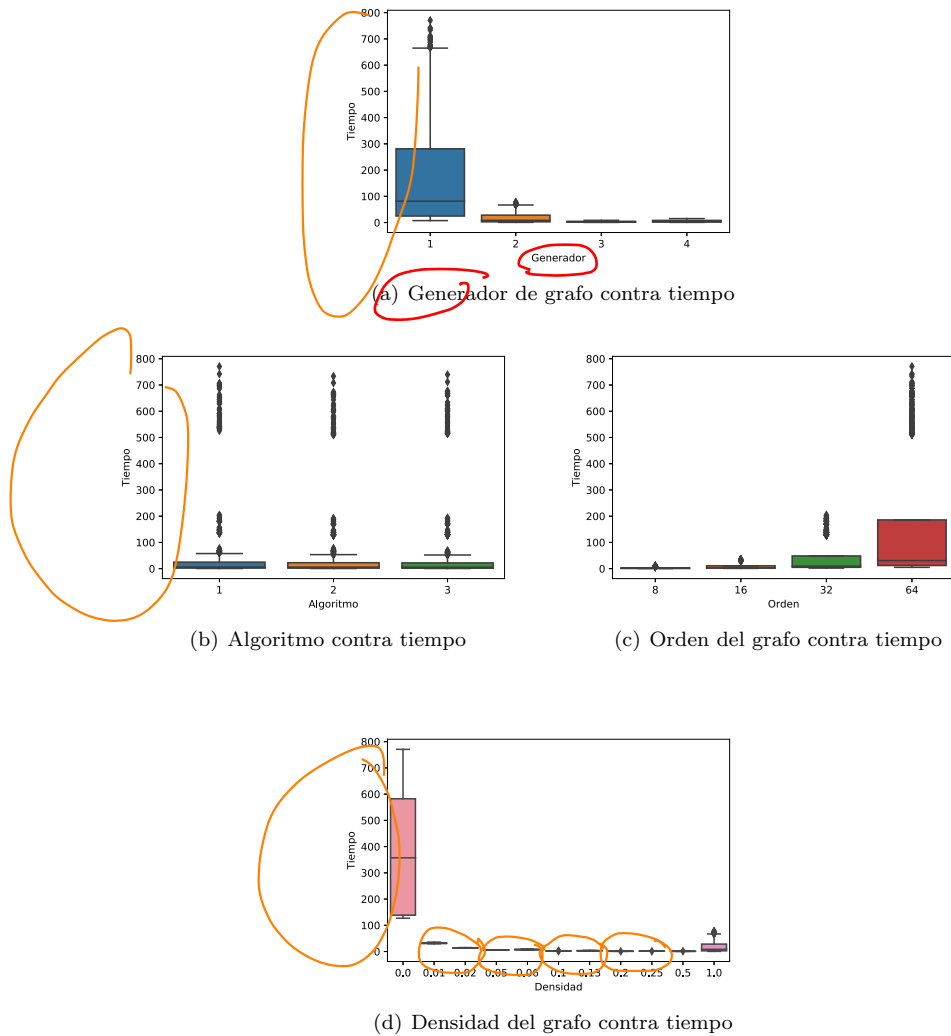 800
700
600
500
400
300
200
100
0
Tiempo
1 2 3 4
Generador
(a) Generador de grafo contra tiempo
800
700
600
500
400
300
200
100
0
Tiempo
1 2 3
Algoritmo
(b) Algoritmo contra tiempo
800
700
600
500
400
300
200
100
0
Tiempo
8 16 32 64
Orden
(c) Orden del grafo contra tiempo
800
700
600
500
400
300
200
100
0
Tiempo
0.0 0.01 0.02 0.05 0.06 0.1 0.13 0.2 0.25 0.5 1.0
Densidad
(d) Densidad del grafo contra tiempo